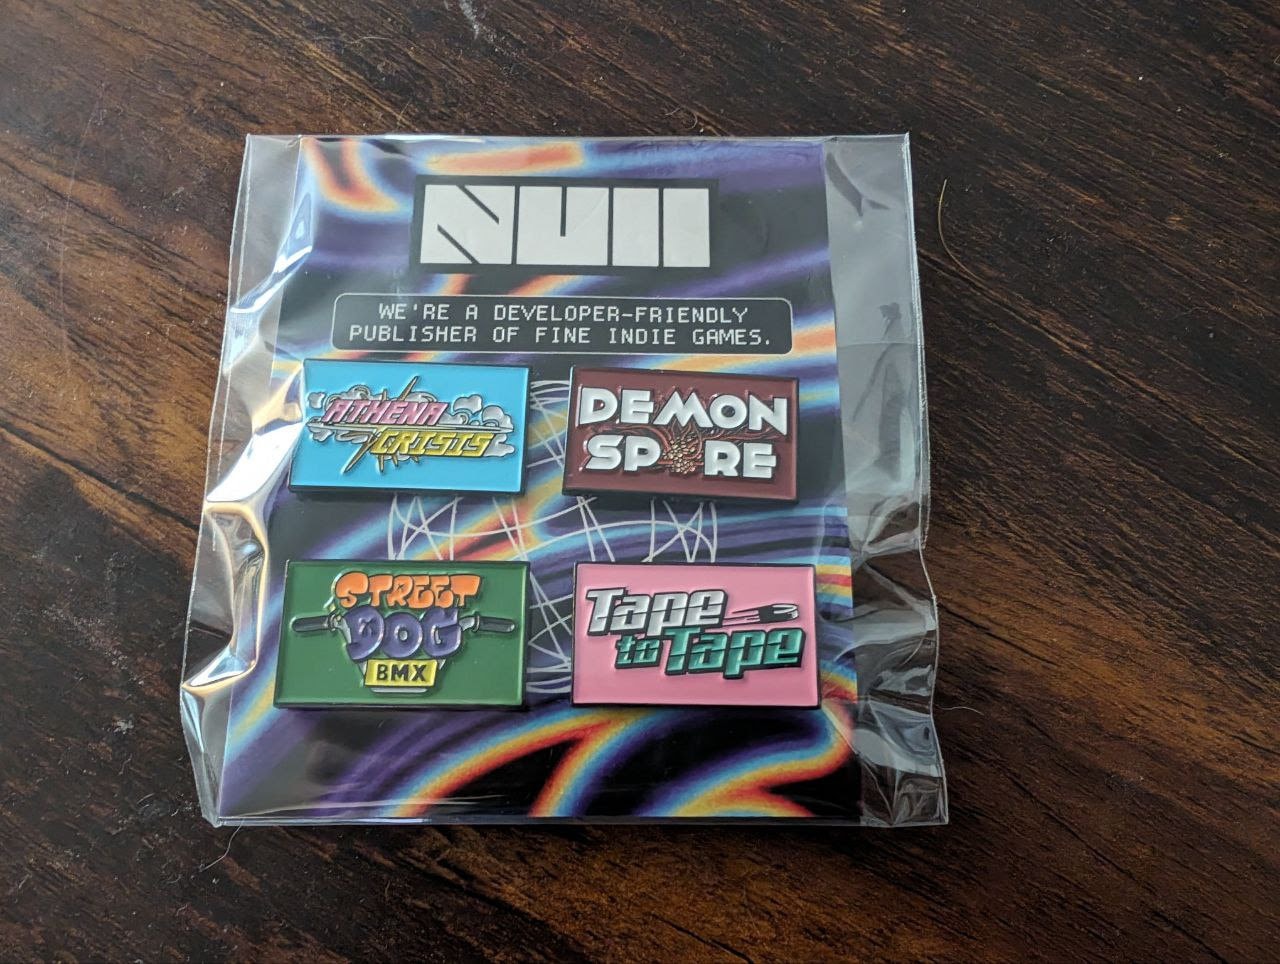 NULL
WE'RE A DEVELOPER-FRIENDLY
PUBLISHER OF FINE INDIE GAMES.
ATHENA
CRISIS
DEMON
SPORE
STREET
DOG
BMX
Tape
to Tape